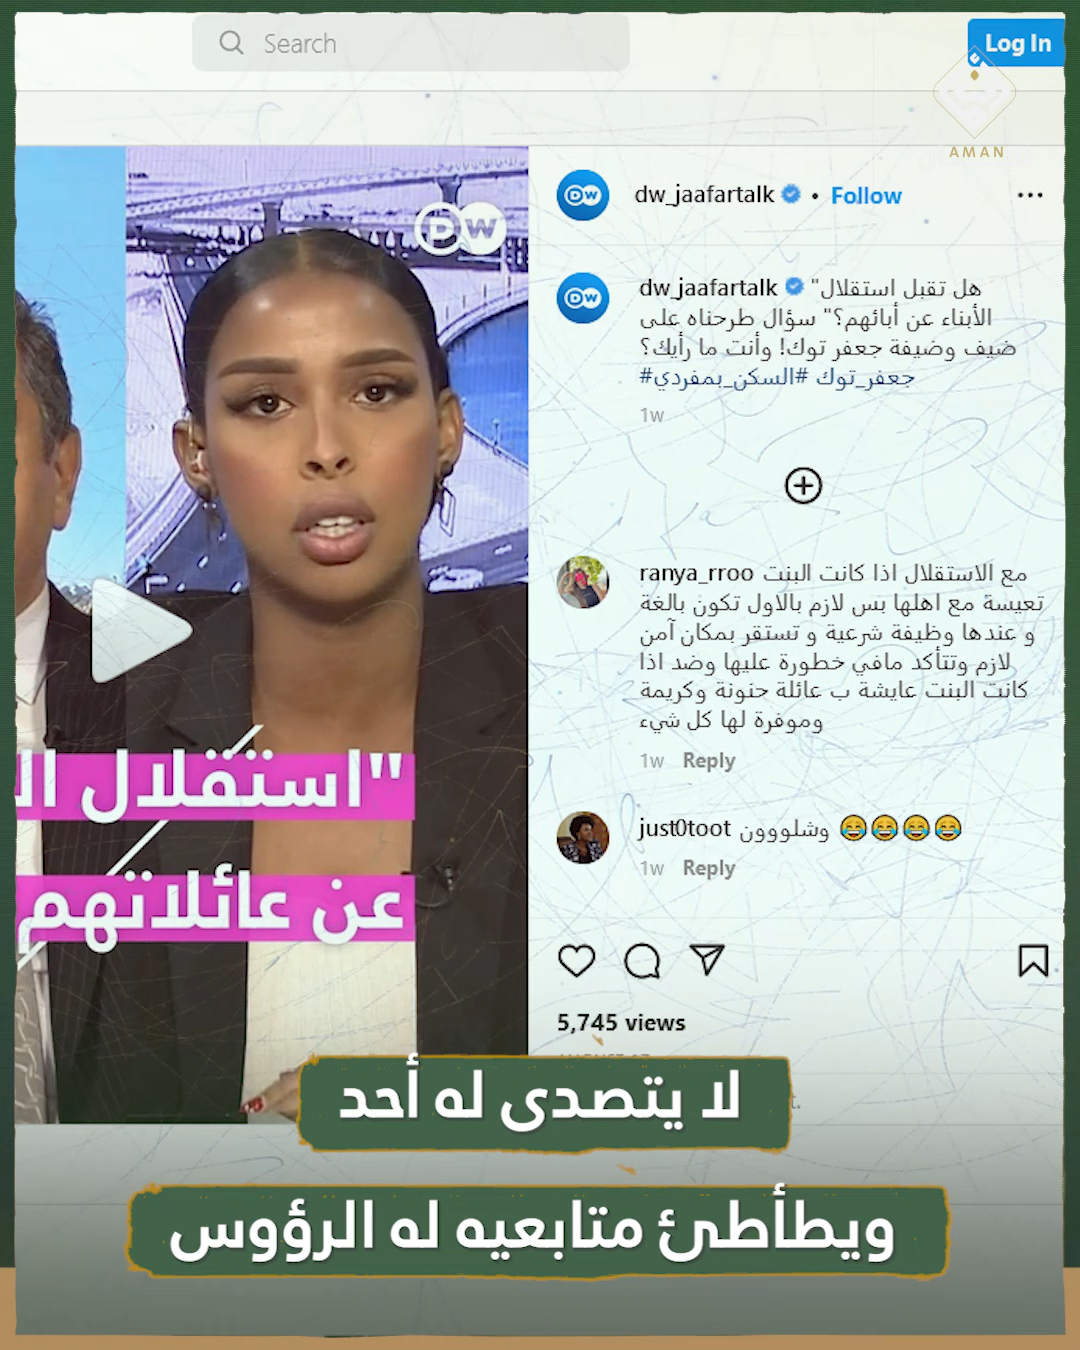 Search
Log In
AMAN
DW
dw_jaafartalk • Follow
dw_jaafartalk "هل تقبل استقلال
الأبناء عن أبائهم؟" سؤال طرحناه على
ضيف وضيفة جعفر توك! وأنت ما رأيك؟
#جعفر_توك #السكن_بمفردي
1w
ranya_rroo مع الاستقلال اذا كانت البنت
تعيسة مع اهلها بس لازم بالاول تكون بالغة
و عندها وظيفة شرعية و تستقر بمكان آمن
لازم وتتأكد مافي خطورة عليها وضد اذا
كانت البنت عايشة ب عائلة حنونة وكريمة
وموفرة لها كل شيء
1w Reply
just0toot وشلووون 😂😂😂😂
1w Reply
"استقلال ال
عن عائلاتهم
5,745 views
لا يتصدى له أحد
ويطأطئ متابعيه له الرؤوس